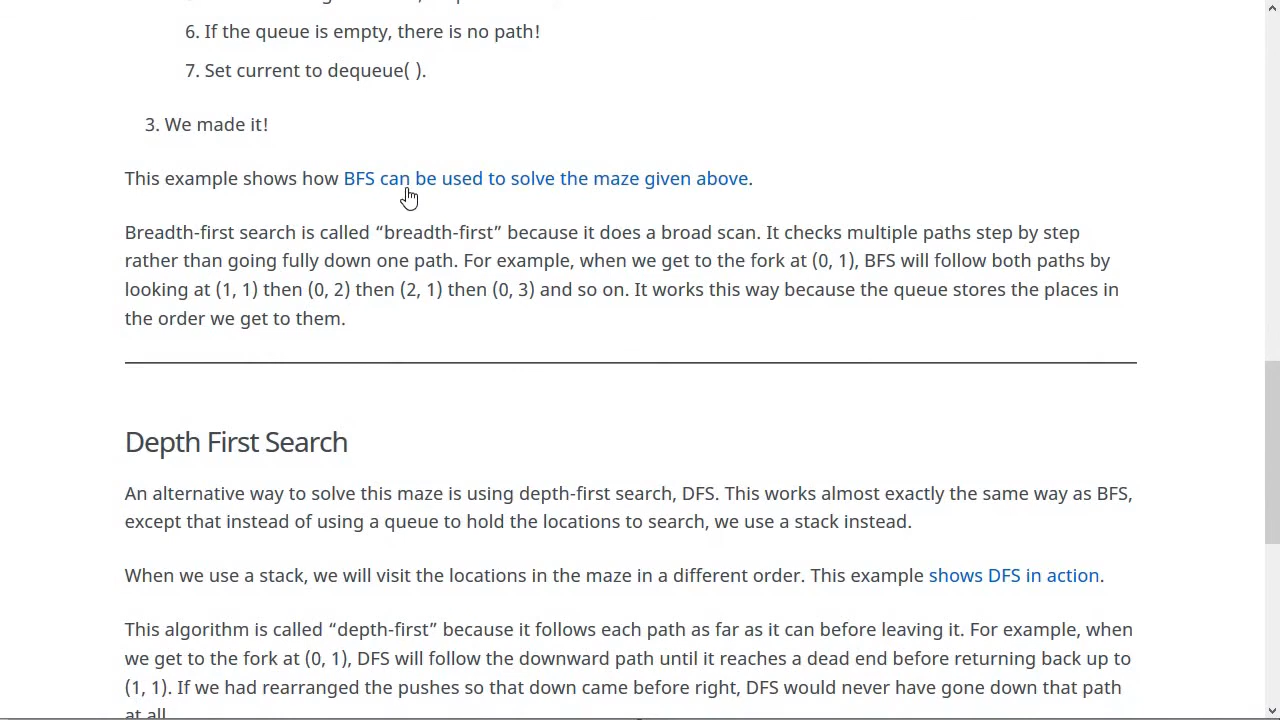 6. If the queue is empty, there is no path!
7. Set current to dequeue( ).
3. We made it!
This example shows how BFS can be used to solve the maze given above.
Breadth-first search is called “breadth-first” because it does a broad scan. It checks multiple paths step by step
rather than going fully down one path. For example, when we get to the fork at (0, 1), BFS will follow both paths by
looking at (1, 1) then (0, 2) then (2, 1) then (0, 3) and so on. It works this way because the queue stores the places in
the order we get to them.
Depth First Search
An alternative way to solve this maze is using depth-first search, DFS. This works almost exactly the same way as BFS,
except that instead of using a queue to hold the locations to search, we use a stack instead.
When we use a stack, we will visit the locations in the maze in a different order. This example shows DFS in action.
This algorithm is called “depth-first” because it follows each path as far as it can before leaving it. For example, when
we get to the fork at (0, 1), DFS will follow the downward path until it reaches a dead end before returning back up to
(1, 1). If we had rearranged the pushes so that down came before right, DFS would never have gone down that path
at all